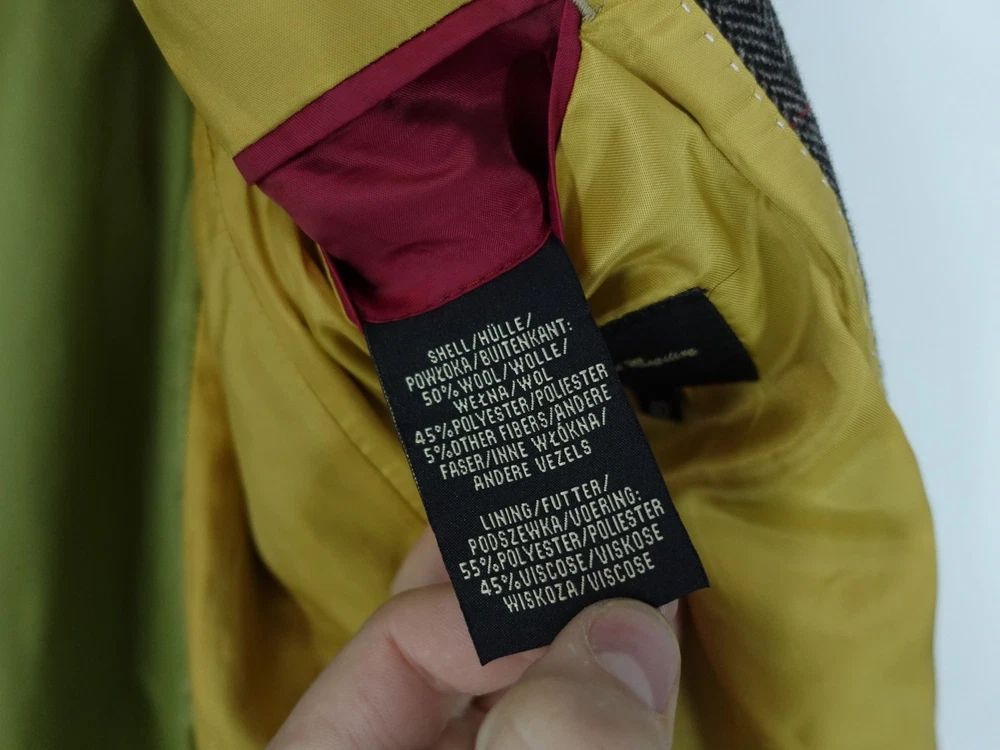 SHELL/HÜLLE/
POWŁOKA/BUITENKANT:
50%WOOL/WOLLE/
WEŁNA/WOL
45%POLYESTER/POLIESTER
5%OTHER FIBERS/ANDERE
FASER/INNE WŁÓKNA/
ANDERE VEZELS
LINING/FUTTER/
PODSZEWKA/VOERING:
55%POLYESTER/POLIESTER
45%VISCOSE/VISKOSE
WISKOZA/VISCOSE